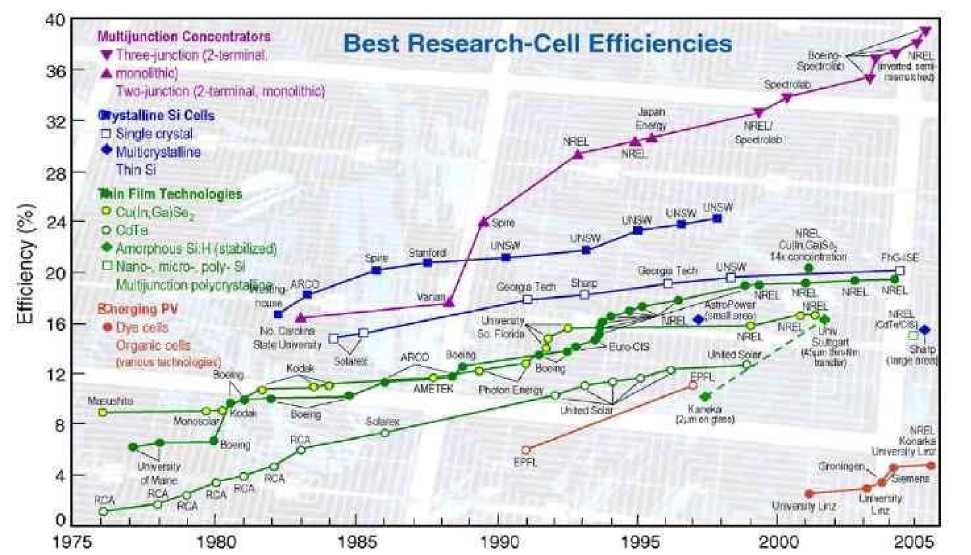 40
36
32
28
24
20
16
12
8
4
0
Efficiency (%)
1975
1980
1985
1990
1995
2000
2005
Best Research-Cell Efficiencies
Multijunction Concentrators
Three-junction (2-terminal,
monolithic)
Two-junction (2-terminal, monolithic)
Crystalline Si Cells
Single crystal
Multicrystalline
Thin Si
Thin Film Technologies
Cu(In,Ga)Se2
CdTe
Amorphous Si:H (stabilized)
Nano-, micro-, poly- Si
Multijunction polycrystalline
Emerging PV
Dye cells
Organic cells
(various technologies)
Boeing-
Spectrolab
NREL
(inverted, semi-
mismatched)
Spectrolab
NREL/
Spectrolab
Japan
Energy
NREL
NREL
Spire
Varian
house
ARCO
Spire
Stanford
UNSW
UNSW
UNSW
UNSW
UNSW
No. Carolina
State University
Solarex
Georgia Tech
Sharp
Georgia Tech
UNSW
FhG-ISE
NREL
Cu(In,Ga)Se2
14x concentration
NREL
NREL
NREL
NREL
NREL
NREL
NREL
AstroPower
(small area)
University
So. Florida
Euro-CIS
Univ.
Stuttgart
(45µm thin-film
transfer)
NREL
(CdTe/CIS)
Sharp
(large area)
Masushita
Monosolar
Boeing
Kodak
Kodak
Boeing
Boeing
ARCO
AMETEK
Boeing
Photon Energy
Boeing
United Solar
United Solar
EPFL
EPFL
Kaneka
(2µm on glass)
University
of Maine
Solarex
RCA
RCA
RCA
RCA
RCA
RCA
RCA
NREL
Konarka
University Linz
Groningen
Siemens
University
Linz
University Linz